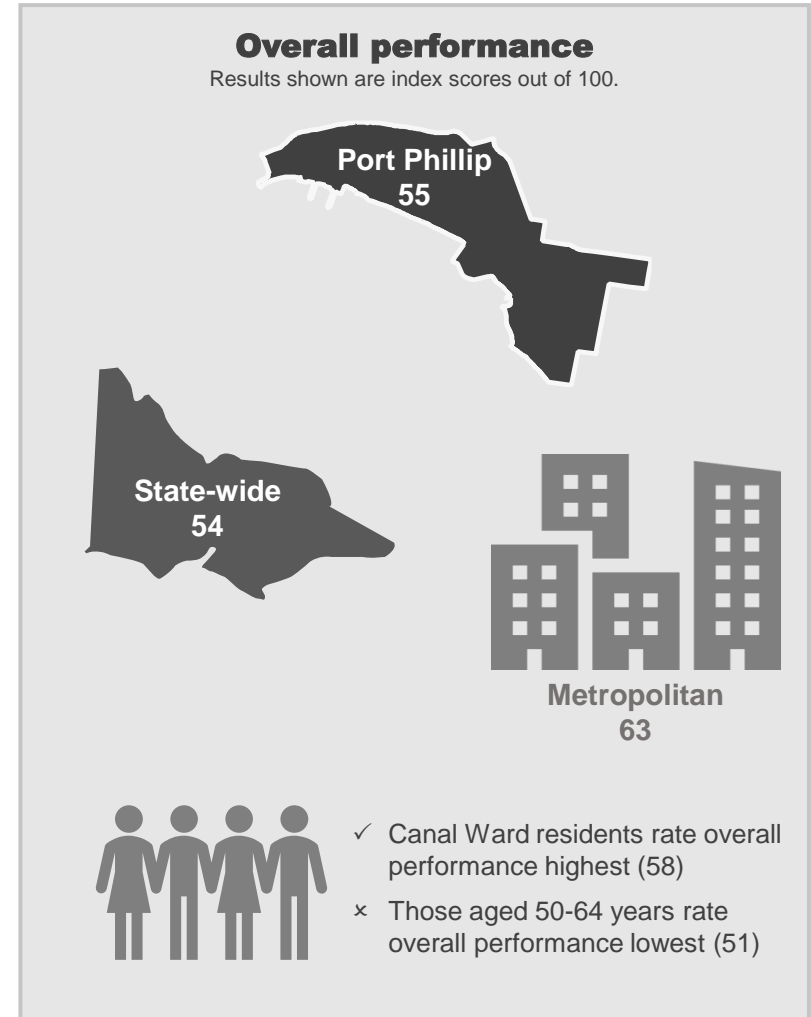 Overall performance
Results shown are index scores out of 100.
Port Phillip
55
State-wide
54
Metropolitan
63
✓ Canal Ward residents rate overall
performance highest (58)
× Those aged 50-64 years rate
overall performance lowest (51)